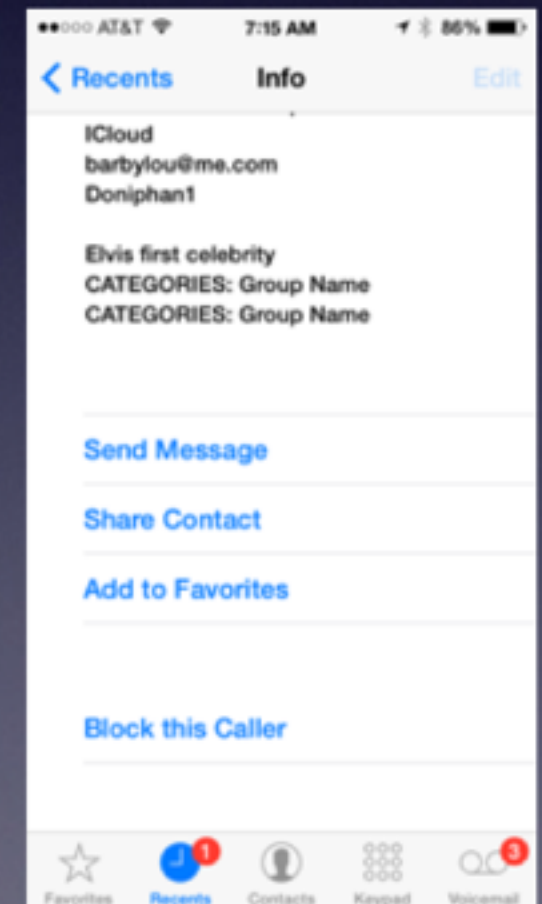 AT&T 7:15 AM 86%
Recents Info Edit
ICloud
barbylou@me.com
Doniphan1
Elvis first celebrity
CATEGORIES: Group Name
CATEGORIES: Group Name
Send Message
Share Contact
Add to Favorites
Block this Caller
1 3
Favorites Recents Contacts Keypad Voicemail